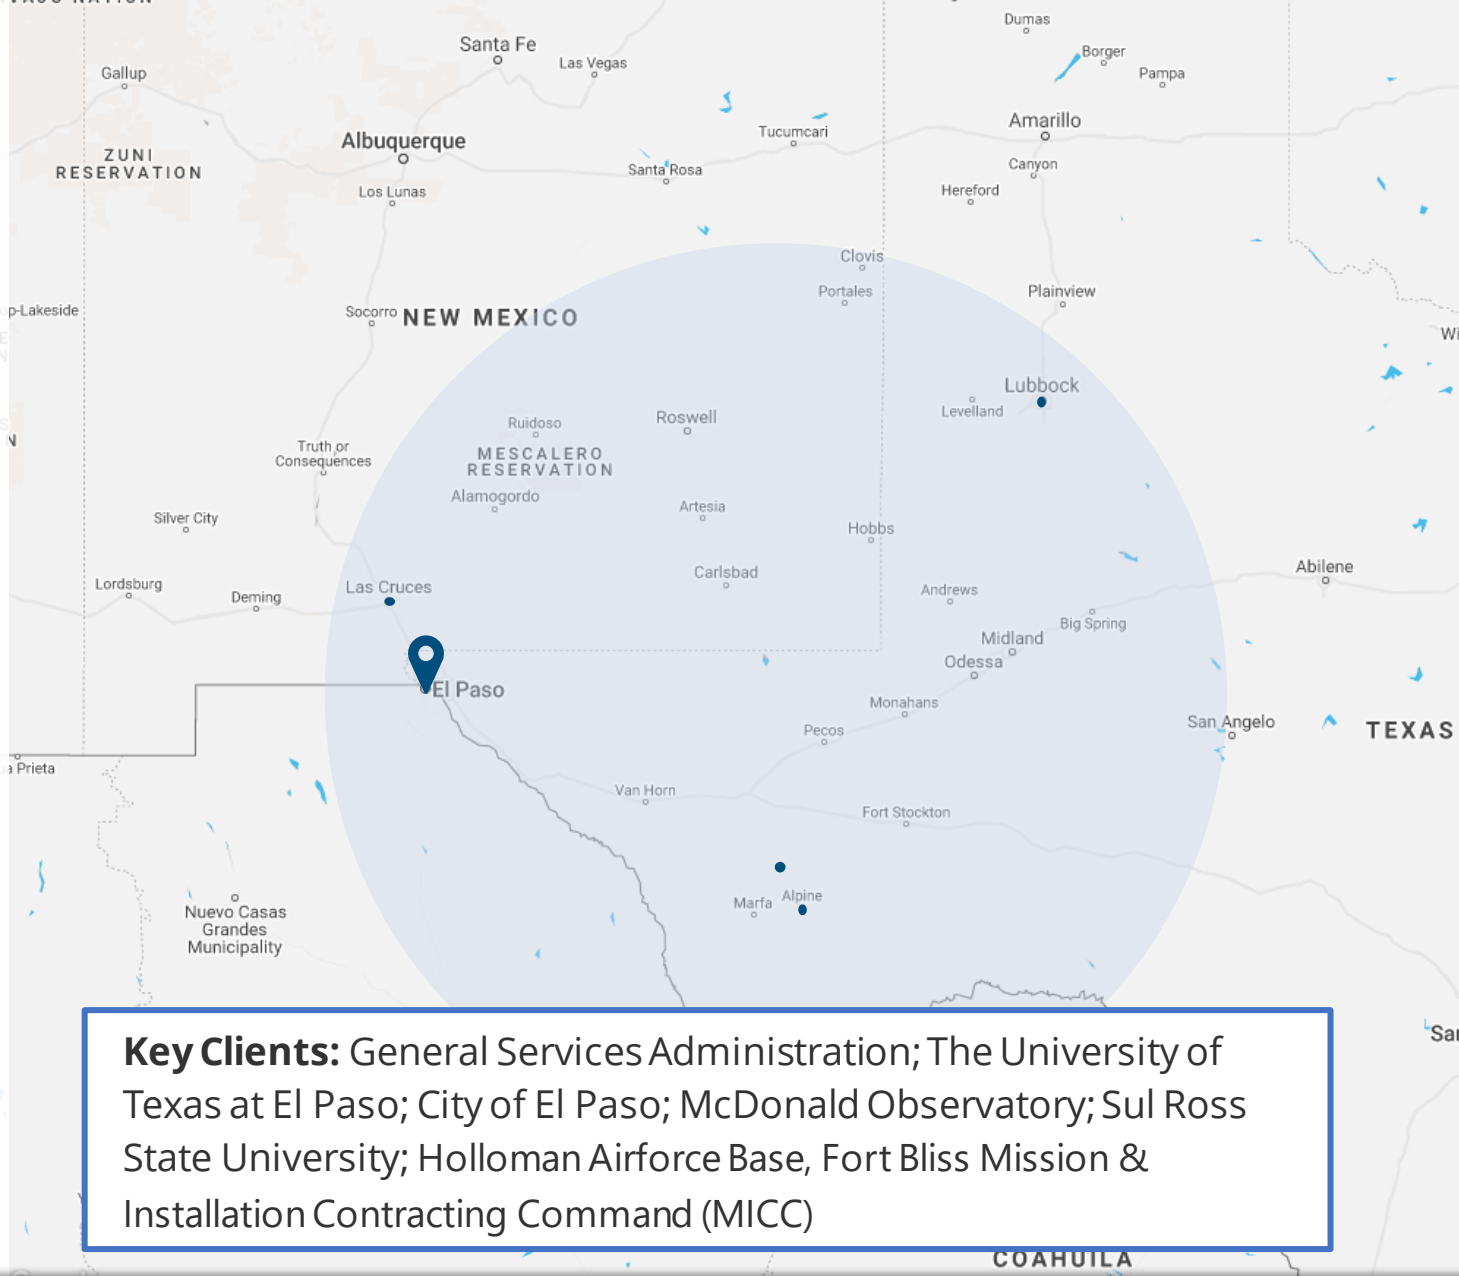 Dumas
Santa Fe
Borger
Las Vegas
Gallup
Pampa
Amarillo
Tucumcari
Albuquerque
ZUNI
RESERVATION
Canyon
Santa Rosa
Los Lunas
Hereford
Clovis
Portales
Plainview
p-Lakeside
Socorro
NEW MEXICO
Wi
Lubbock
Levelland
Roswell
Ruidoso
N
Truth or
Consequences
MESCALERO
RESERVATION
Alamogordo
Artesia
Silver City
Hobbs
Abilene
Carlsbad
Lordsburg
Las Cruces
Andrews
Deming
Big Spring
Midland
Odessa
El Paso
Monahans
San Angelo
TEXAS
Pecos
a Prieta
Van Horn
Fort Stockton
Marfa
Alpine
Nuevo Casas
Grandes
Municipality
San
Key Clients: General Services Administration; The University of
Texas at El Paso; City of El Paso; McDonald Observatory; Sul Ross
State University; Holloman Airforce Base, Fort Bliss Mission &
Installation Contracting Command (MICC)
COAHUILA